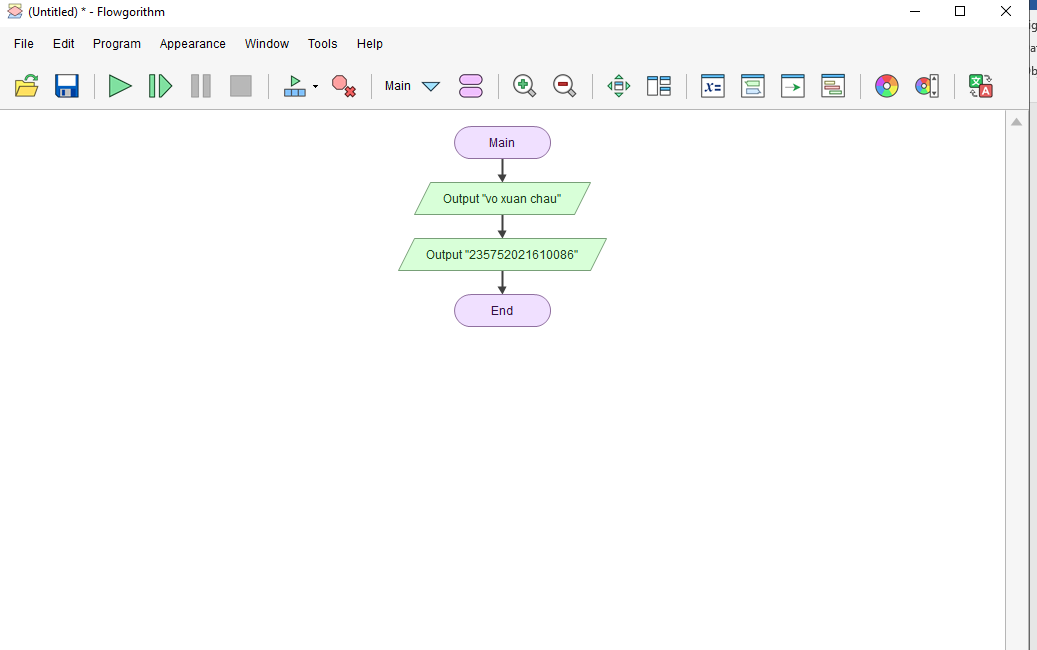 (Untitled) * - Flowgorithm
File Edit Program Appearance Window Tools Help
Main
x=
A
Main
Output "vo xuan chau"
Output "235752021610086"
End